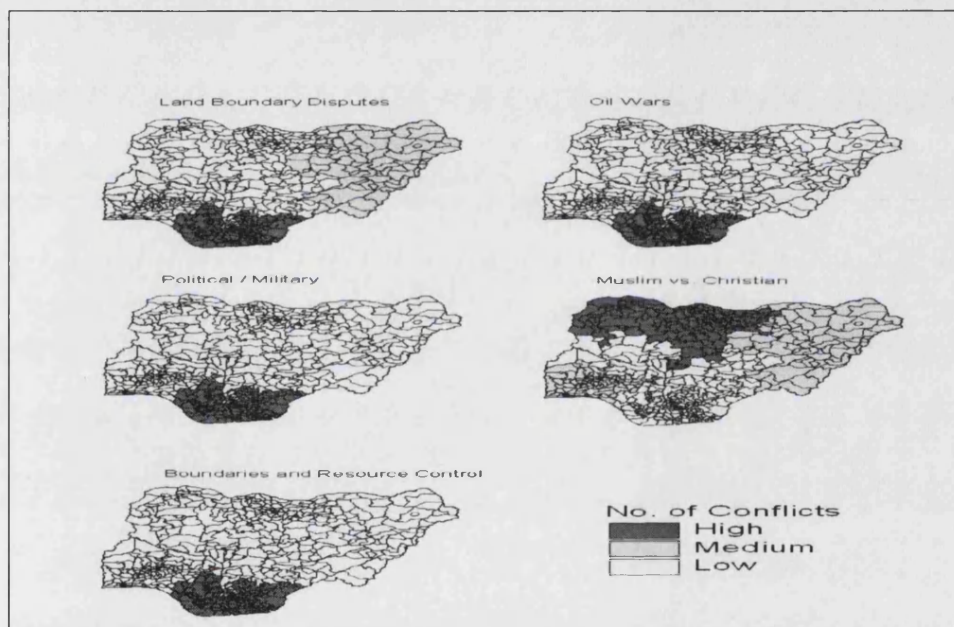 Land Boundary Disputes
Oil Wars
Political / Military
Muslim vs. Christian
Boundaries and Resource Control
No. of Conflicts
High
Medium
Low